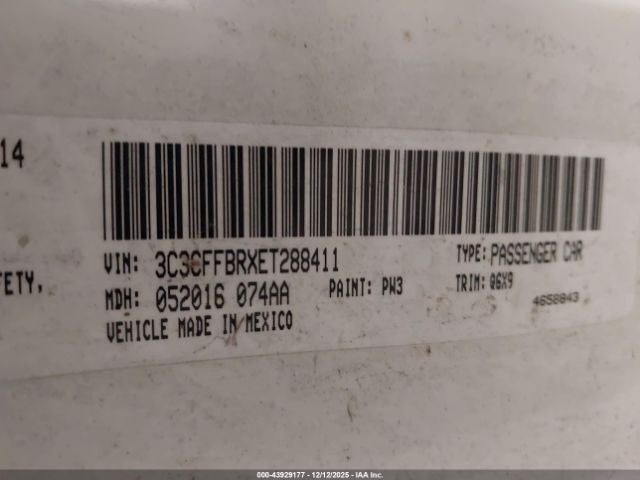 14
VIN: 3C3CFFBRXET288411 TYPE: PASSENGER CAR
FETY,
MDH: 052016 074AA PAINT: PW3 TRIM: Q6X9
4658843
VEHICLE MADE IN MEXICO
000-43929177 - 12/12/2025 - IAA Inc.